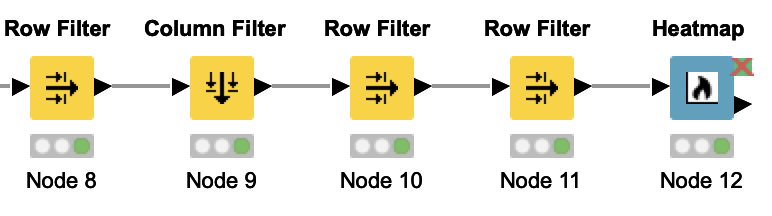 Row Filter
Column Filter
Row Filter
Row Filter
Heatmap
Node 8
Node 9
Node 10
Node 11
Node 12